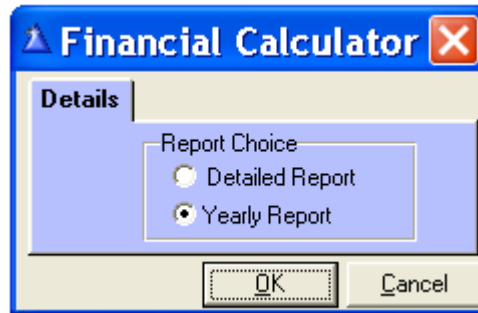 Financial Calculator
Details
Report Choice
Detailed Report
Yearly Report
OK Cancel